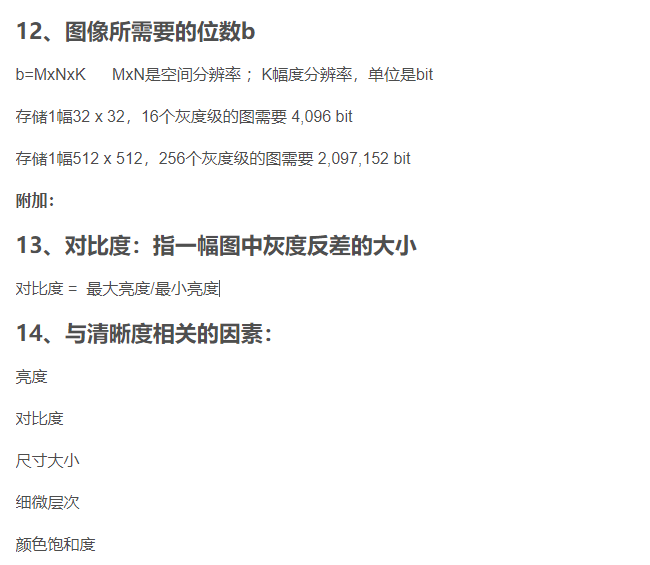 12、图像所需要的位数b
b=MxNxK MxN是空间分辨率 ；K幅度分辨率，单位是bit
存储1幅32 x 32，16个灰度级的图需要 4,096 bit
存储1幅512 x 512，256个灰度级的图需要 2,097,152 bit
附加：
13、对比度：指一幅图中灰度反差的大小
对比度 = 最大亮度/最小亮度
14、与清晰度相关的因素：
亮度
对比度
尺寸大小
细微层次
颜色饱和度